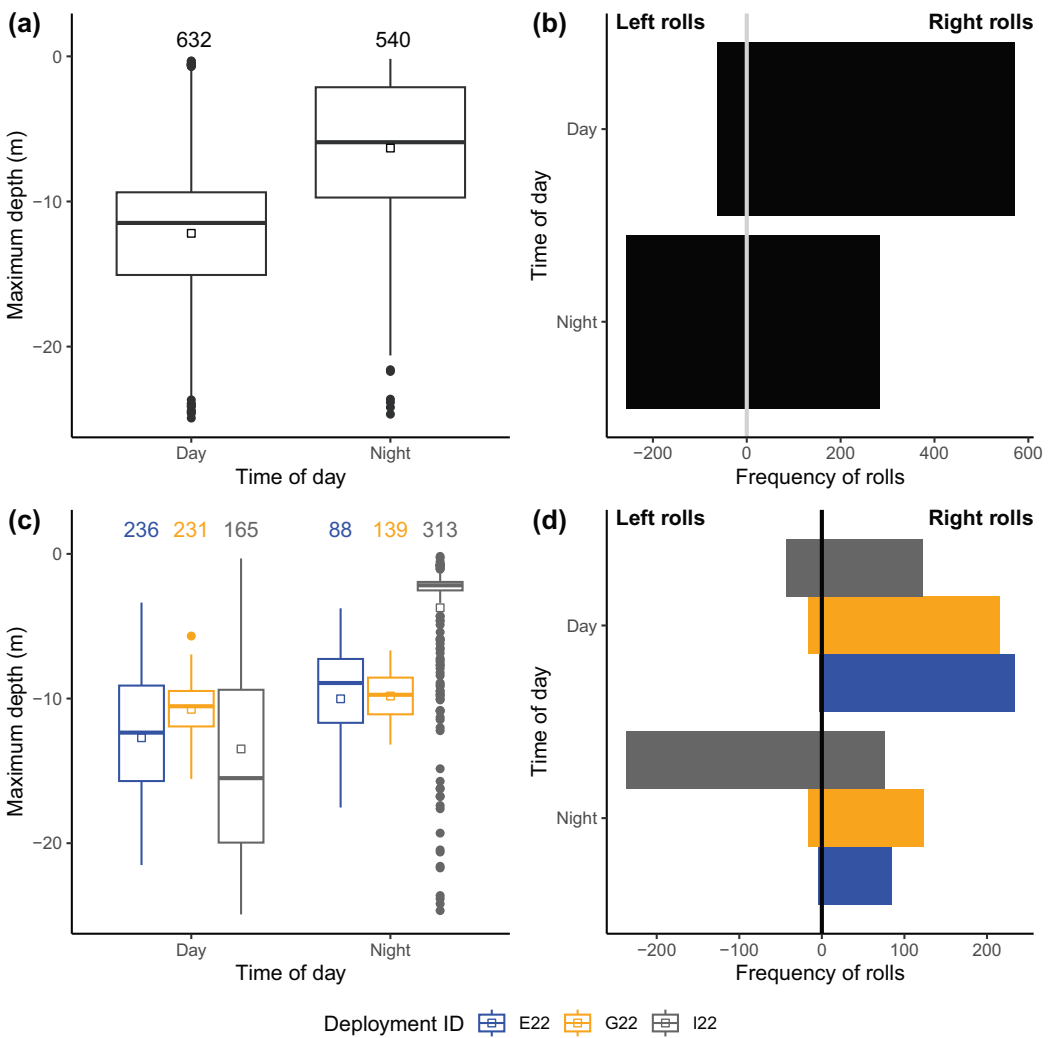 (a)
632 540
Maximum depth (m)
0
−10
−20
Day Night
Time of day
(b)
Left rolls Right rolls
Time of day
Day
Night
−200 0 200 400 600
Frequency of rolls
(c)
236 231 165 88 139 313
Maximum depth (m)
0
−10
−20
Day Night
Time of day
(d)
Left rolls Right rolls
Time of day
Day
Night
−200 −100 0 100 200
Frequency of rolls
Deployment ID E22 G22 I22